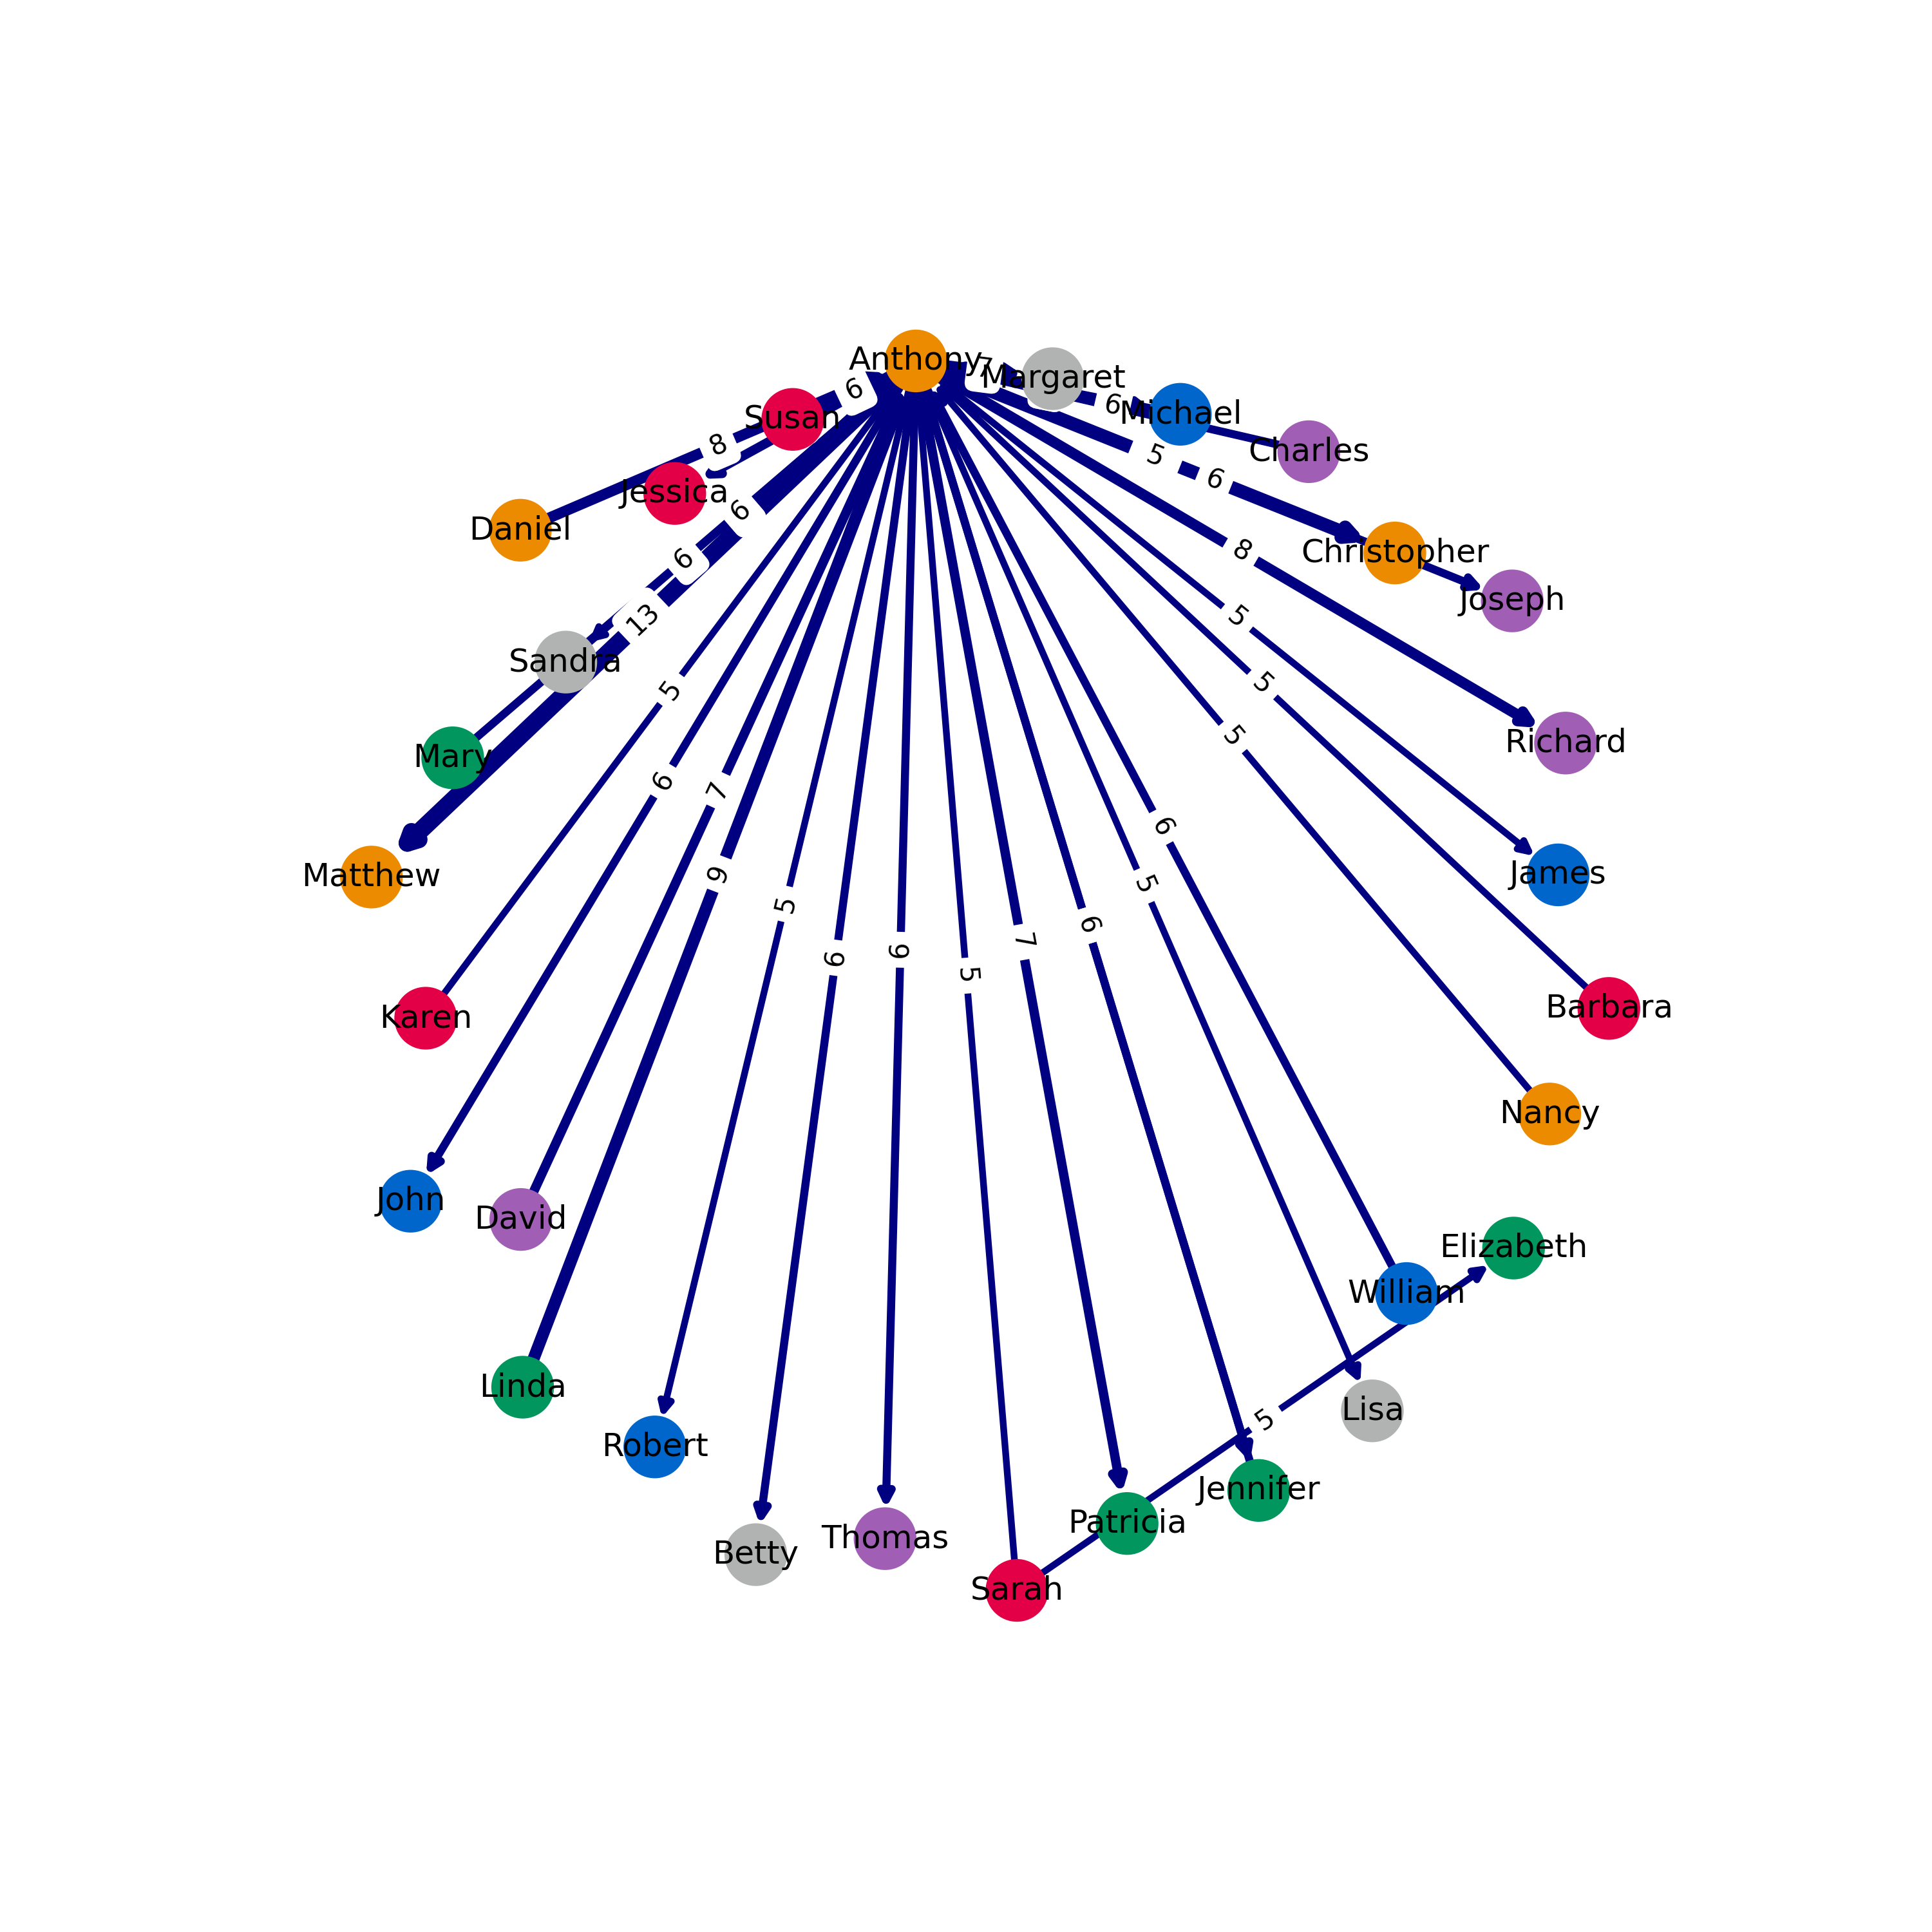 Anthony
7
Margaret
6
Susan
6
Michael
8
Charles
5
6
Jessica
6
Daniel
8
Christopher
6
Joseph
5
13
Sandra
5
5
Richard
5
Mary
6
7
6
James
Matthew
9
5
5
6
6
9
7
5
Karen
Barbara
Nancy
John
David
Elizabeth
William
Linda
Lisa
5
Robert
Jennifer
Patricia
Thomas
Betty
Sarah